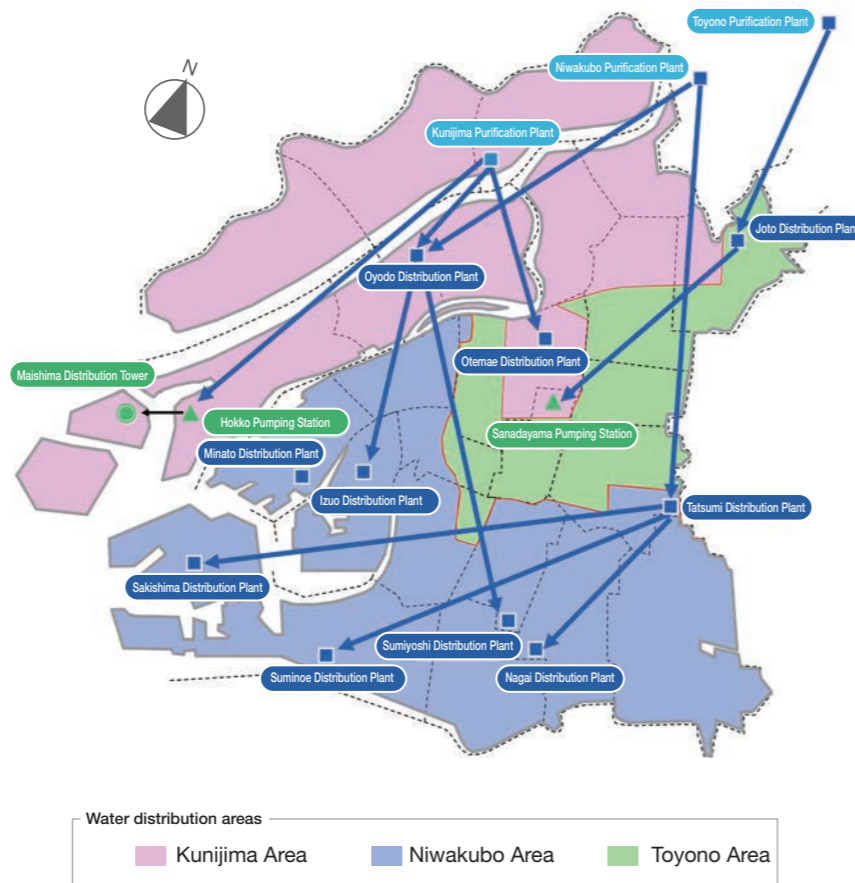 Toyono Purification Plant
N
Niwakubo Purification Plant
Kunijima Purification Plant
Joto Distribution Plant
Oyodo Distribution Plant
Otemae Distribution Plant
Maishima Distribution Tower
Hokko Pumping Station
Sanadayama Pumping Station
Minato Distribution Plant
Izuo Distribution Plant
Tatsumi Distribution Plant
Sakishima Distribution Plant
Sumiyoshi Distribution Plant
Suminoe Distribution Plant
Nagai Distribution Plant
Water distribution areas
Kunijima Area
Niwakubo Area
Toyono Area